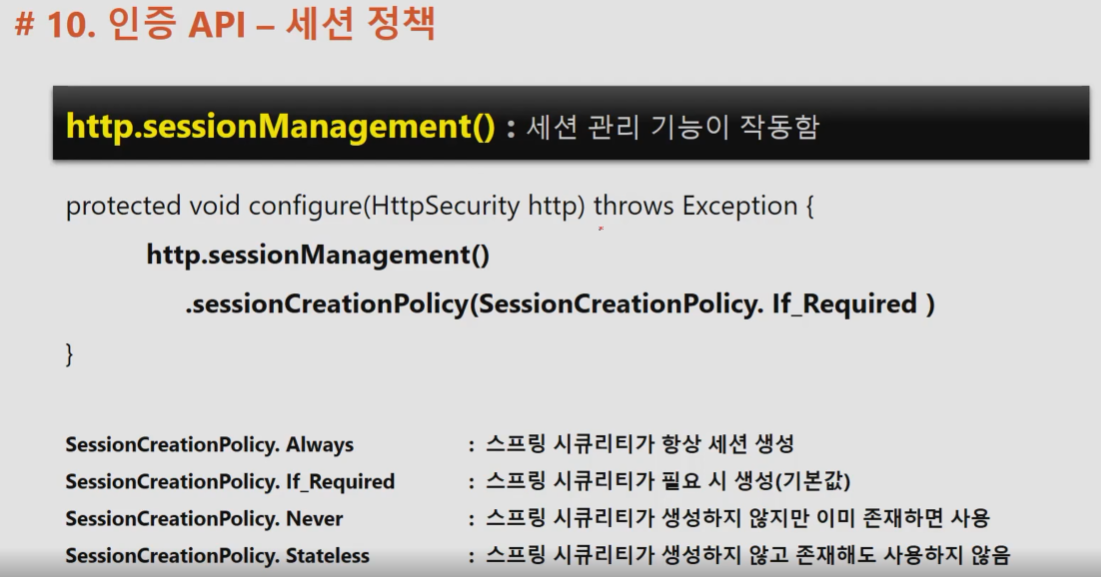 # 10. 인증 API – 세션 정책
http.sessionManagement() : 세션 관리 기능이 작동함
protected void configure(HttpSecurity http) throws Exception {
http.sessionManagement()
.sessionCreationPolicy(SessionCreationPolicy. If_Required )
}
SessionCreationPolicy. Always : 스프링 시큐리티가 항상 세션 생성
SessionCreationPolicy. If_Required : 스프링 시큐리티가 필요 시 생성(기본값)
SessionCreationPolicy. Never : 스프링 시큐리티가 생성하지 않지만 이미 존재하면 사용
SessionCreationPolicy. Stateless : 스프링 시큐리티가 생성하지 않고 존재해도 사용하지 않음